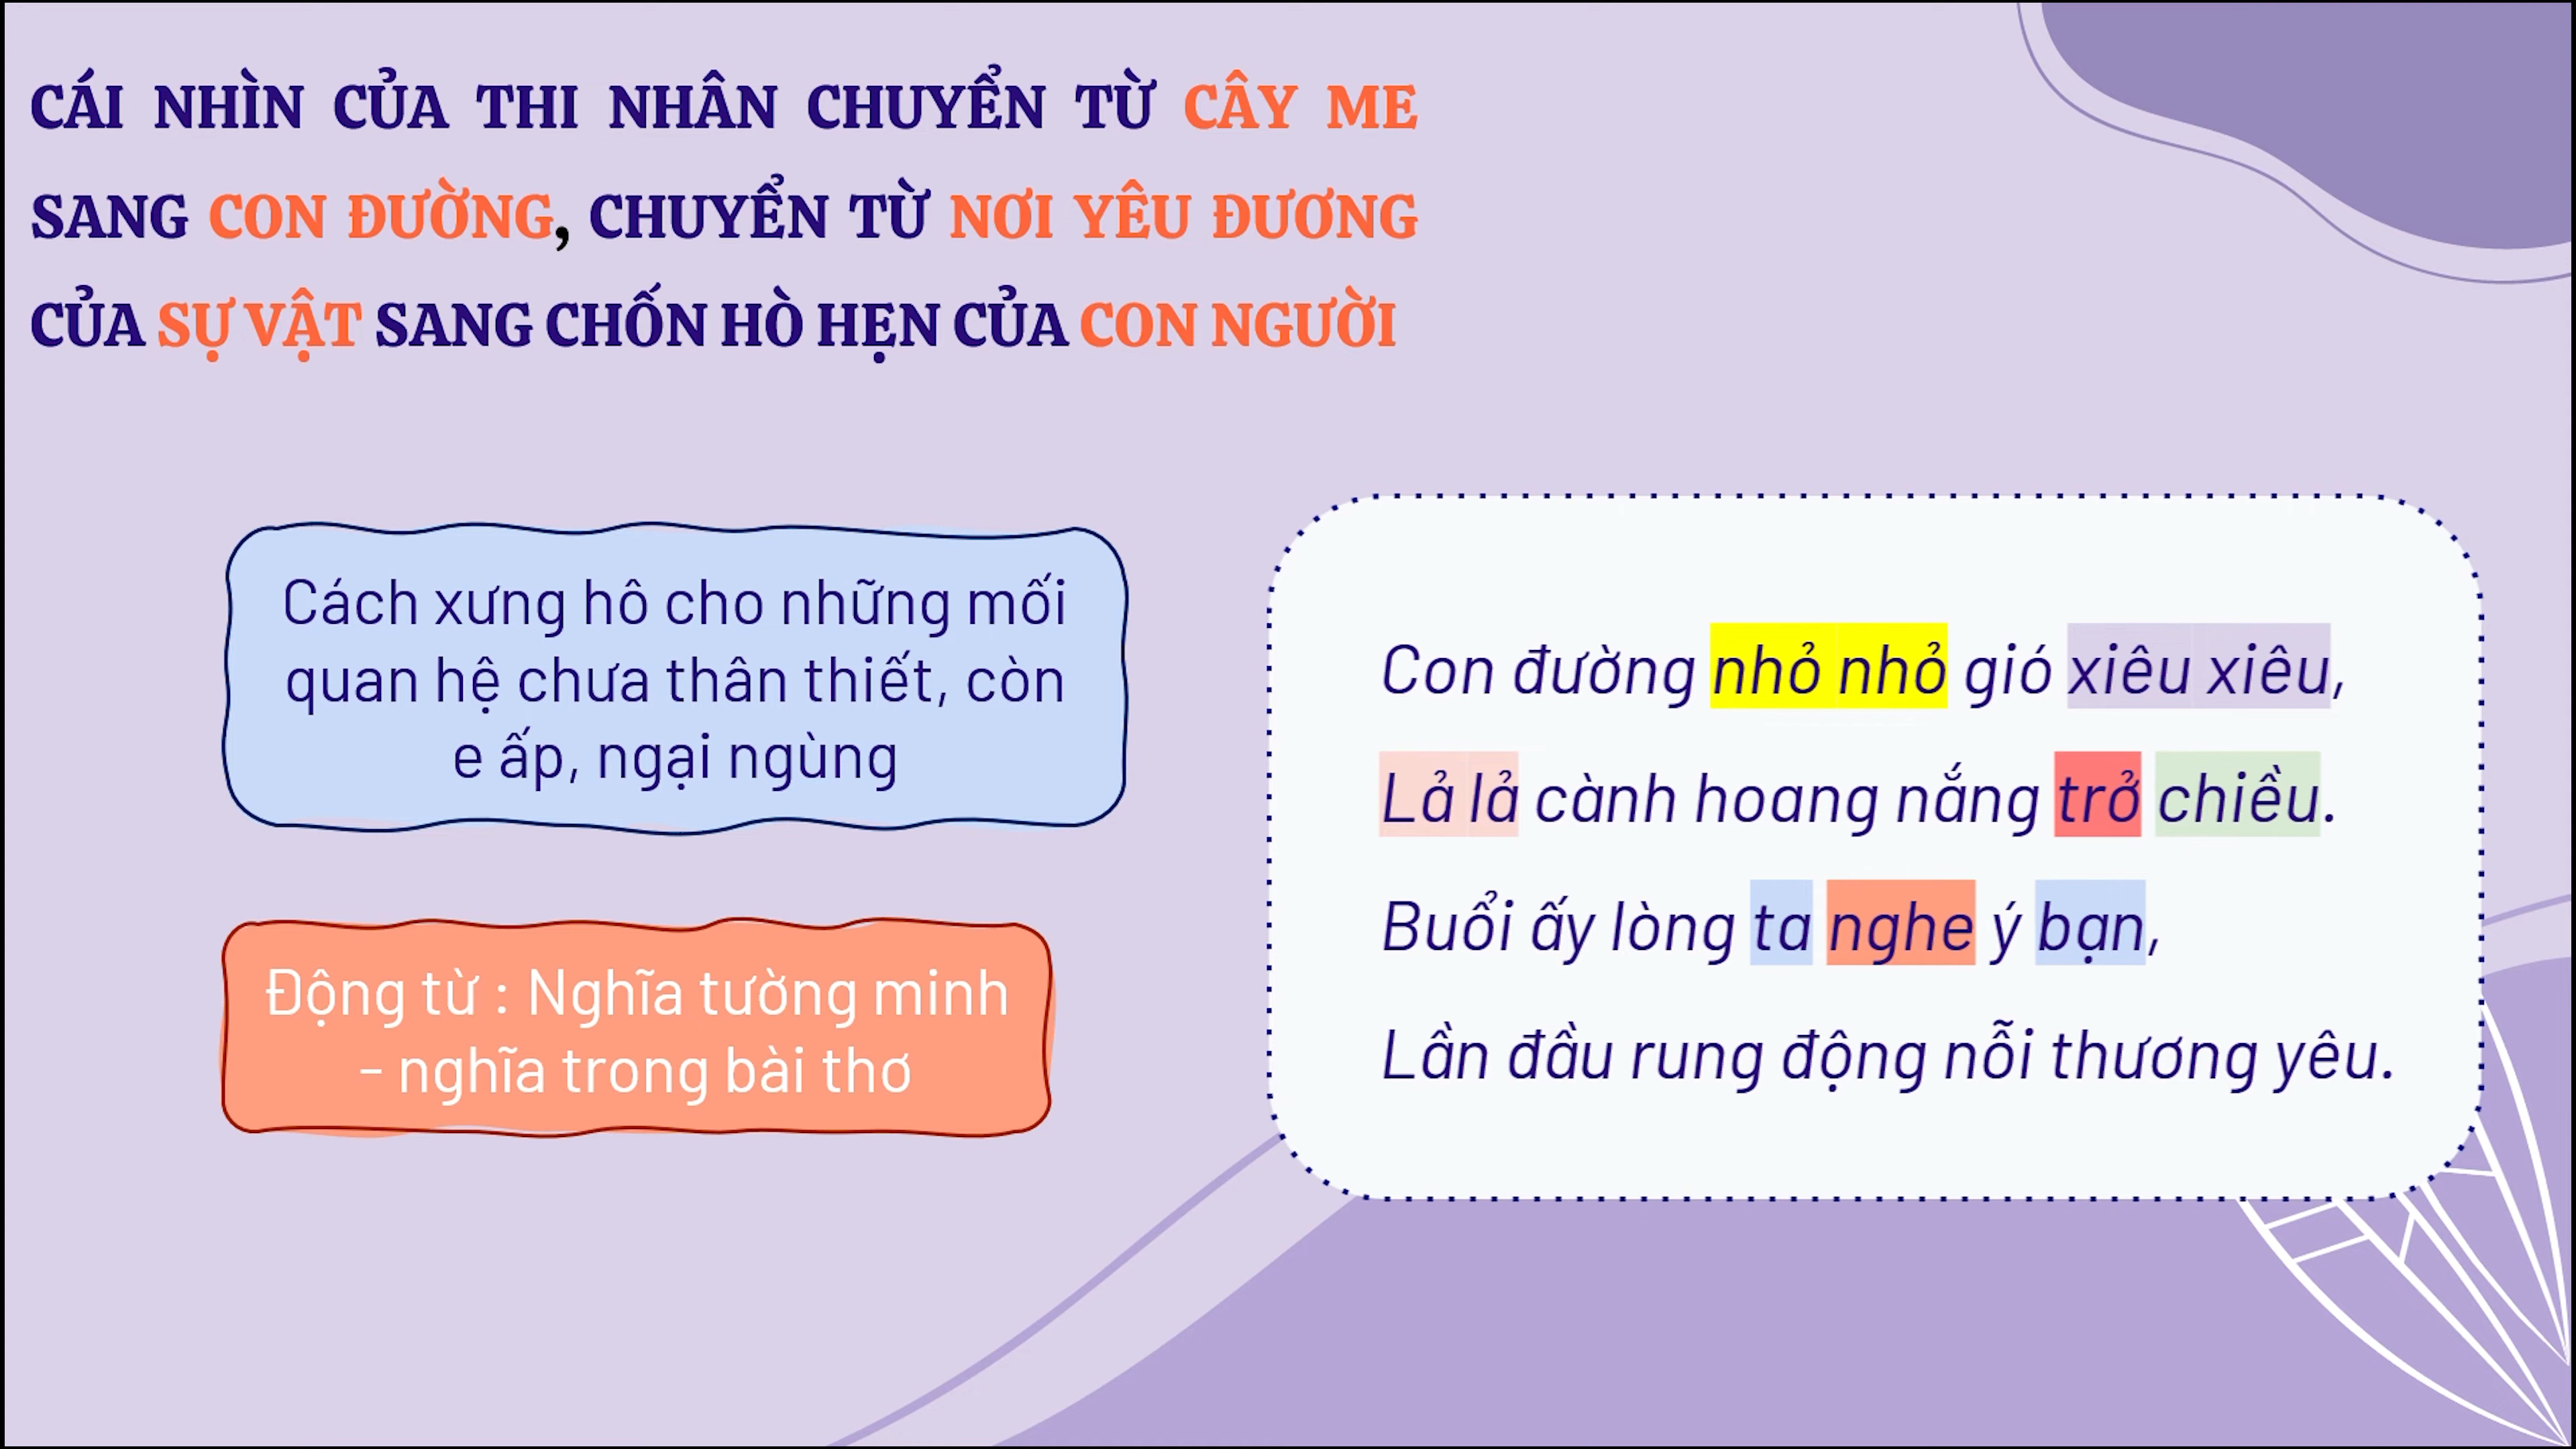 CÁI NHÌN CỦA THI NHÂN CHUYỂN TỪ CÂY ME
SANG CON ĐƯỜNG, CHUYỂN TỪ NƠI YÊU ĐƯƠNG
CỦA SỰ VẬT SANG CHỐN HÒ HẸN CỦA CON NGƯỜI
Cách xưng hô cho những mối
quan hệ chưa thân thiết, còn
e ấp, ngại ngùng
Động từ : Nghĩa tường minh
- nghĩa trong bài thơ
Con đường nhỏ nhỏ gió xiêu xiêu,
Lả lả cành hoang nắng trở chiều.
Buổi ấy lòng ta nghe ý bạn,
Lần đầu rung động nỗi thương yêu.